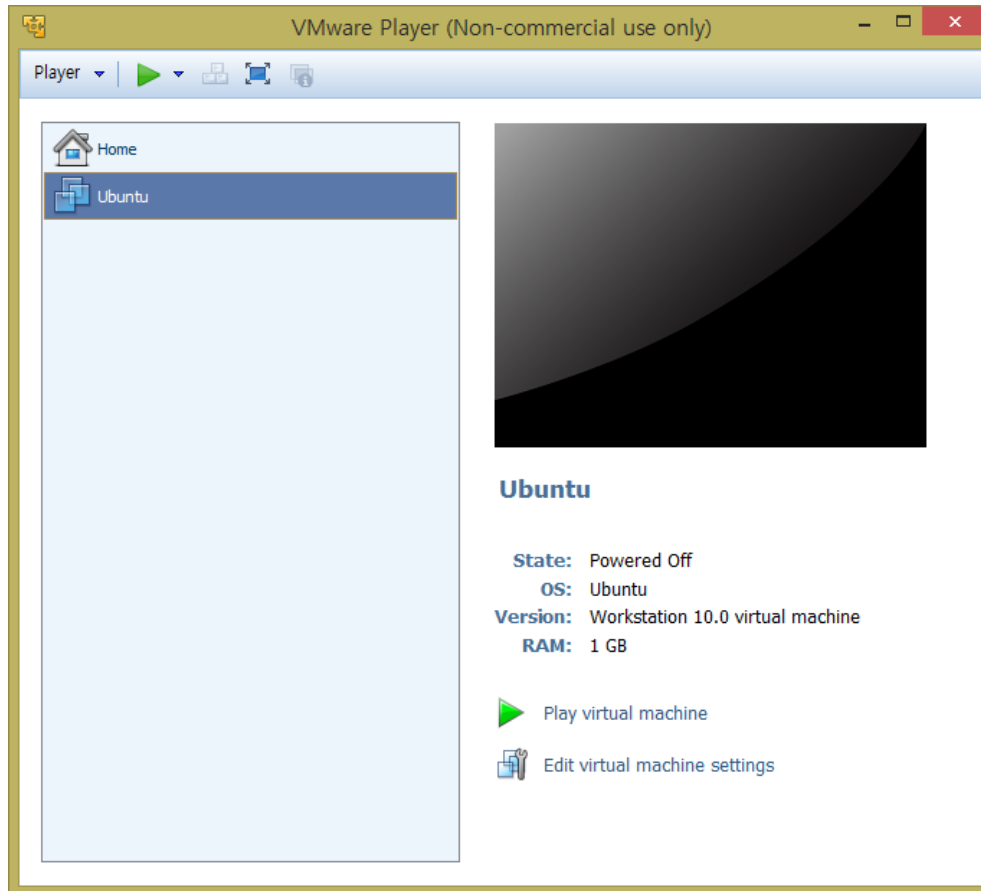 VMware Player (Non-commercial use only)
Player
Home
Ubuntu
Ubuntu
State: Powered Off
OS: Ubuntu
Version: Workstation 10.0 virtual machine
RAM: 1 GB
Play virtual machine
Edit virtual machine settings